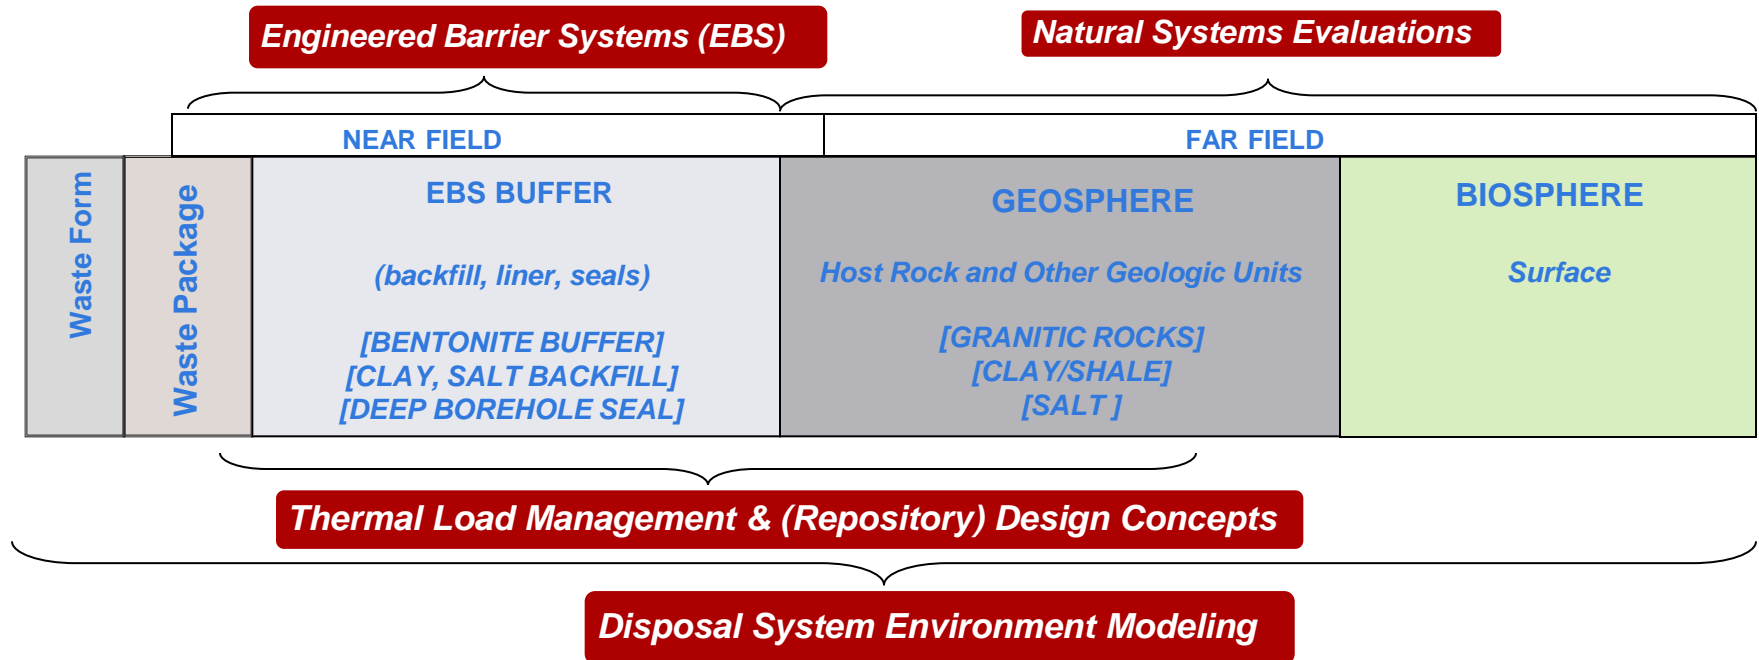 Engineered Barrier Systems (EBS)
Natural Systems Evaluations
NEAR FIELD
FAR FIELD
Waste Form
Waste Package
EBS BUFFER
(backfill, liner, seals)
[BENTONITE BUFFER]
[CLAY, SALT BACKFILL]
[DEEP BOREHOLE SEAL]
GEOSPHERE
Host Rock and Other Geologic Units
[GRANITIC ROCKS]
[CLAY/SHALE]
[SALT ]
BIOSPHERE
Surface
Thermal Load Management & (Repository) Design Concepts
Disposal System Environment Modeling